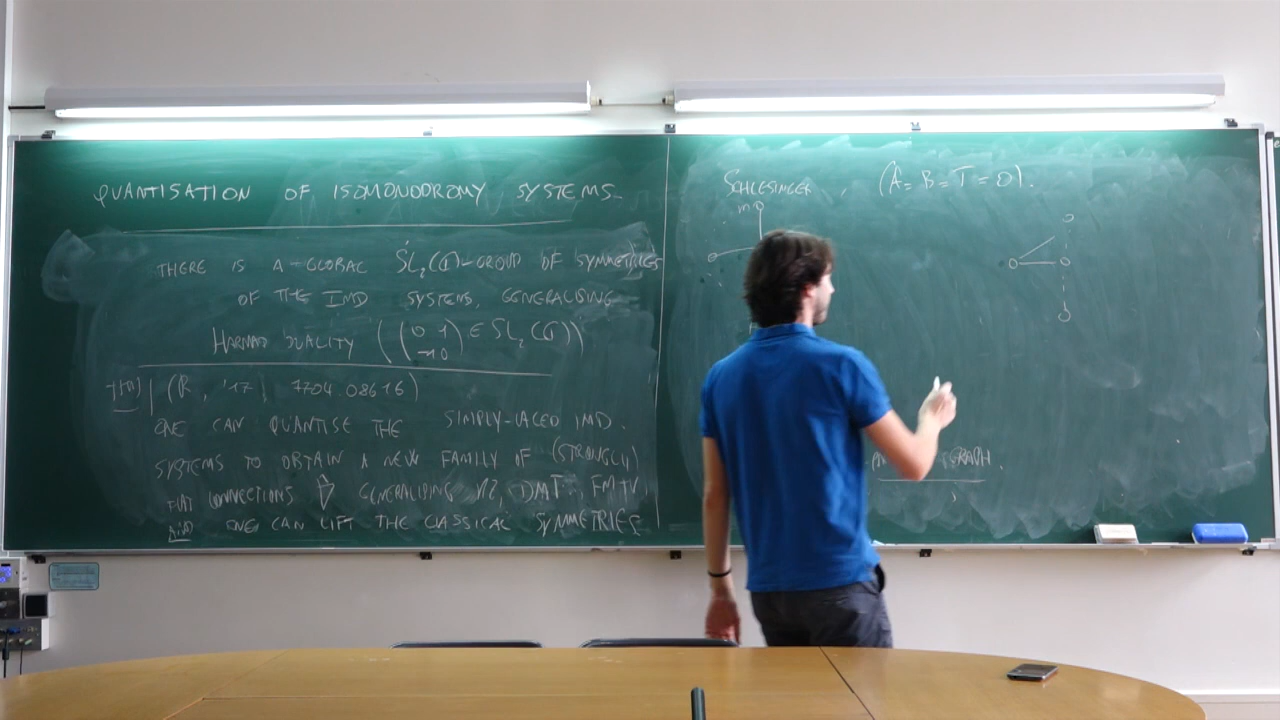 QUANTISATION OF ISOMONODROMY SYSTEMS
THERE IS A GLOBAL SL₂(ℂ)-GROUP OF SYMMETRIES
OF THE IMD SYSTEMS, GENERALISING
HARNAD DUALITY ((0 1 -1 0) ∈ SL₂(ℂ))
(R, '17 | 1704.08616)
ONE CAN QUANTISE THE SIMPLY-LACED IMD.
SYSTEMS TO OBTAIN A NEW FAMILY OF (STRONGLY)
FLAT CONNECTIONS ∇ GENERALISING KZ, DMT, FMTV.
ONE CAN LIFT THE CLASSICAL SYMMETRIES
SCHLESINGER, (A=B=T=0).
GRAPH.